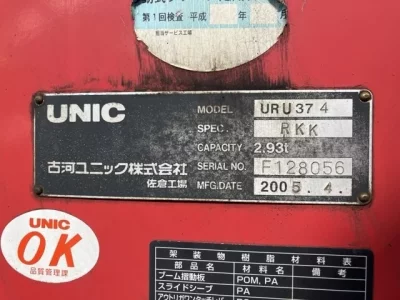 第1回検査 平成 年 月
UNIC
古河ユニック株式会社
佐倉工場
MODEL URU374
SPEC. RKK
CAPACITY 2.93t
SERIAL NO. F128056
MFG.DATE 2005.4.
UNIC
OK
品質管理課
架装物樹脂材料表
部品名 材料名 備考
ブーム摺動板 POM, PA
スライドシーブ PA